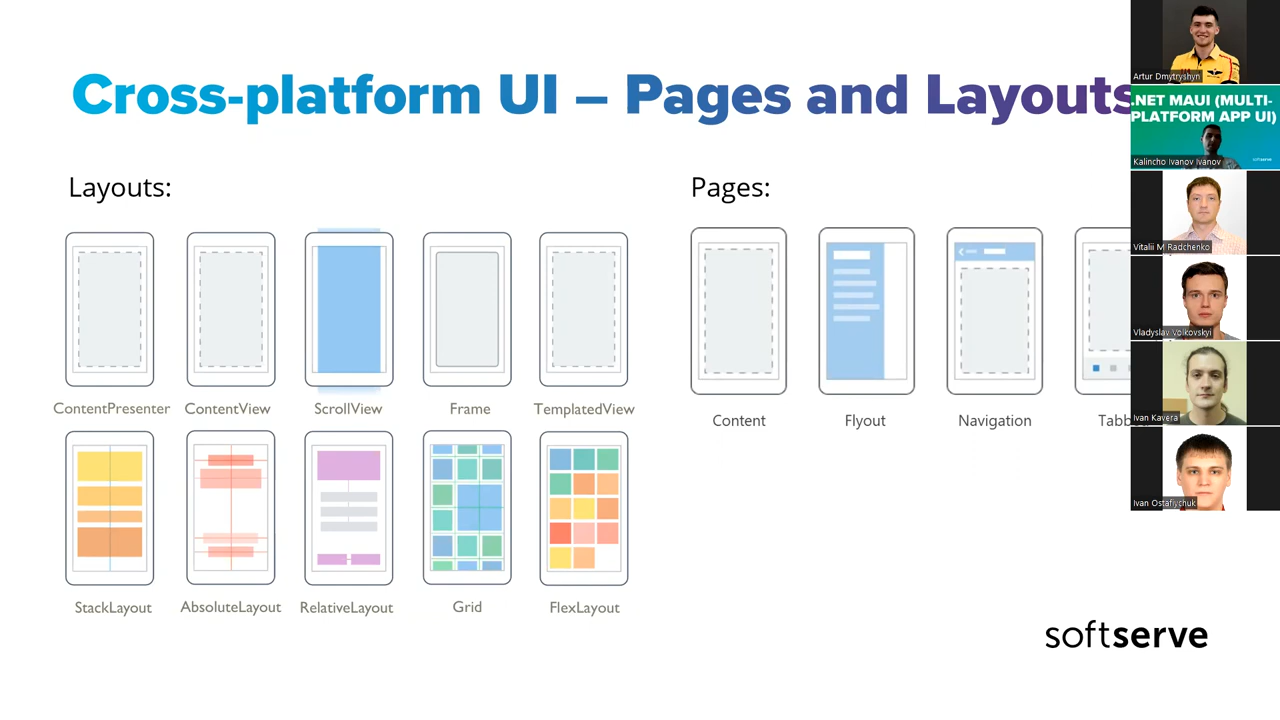 Cross-platform UI – Pages and Layouts
Layouts:
ContentPresenter
ContentView
ScrollView
Frame
TemplatedView
StackLayout
AbsoluteLayout
RelativeLayout
Grid
FlexLayout
Pages:
Content
Flyout
Navigation
Tabb
softserve
Artur Dmytryshyn
.NET MAUI (MULTI-
PLATFORM APP UI)
softserve
Kalincho Ivanov Ivanov
Vitalii M Radchenko
Vladyslav Volkovskyi
Ivan Kavera
Ivan Ostafiychuk